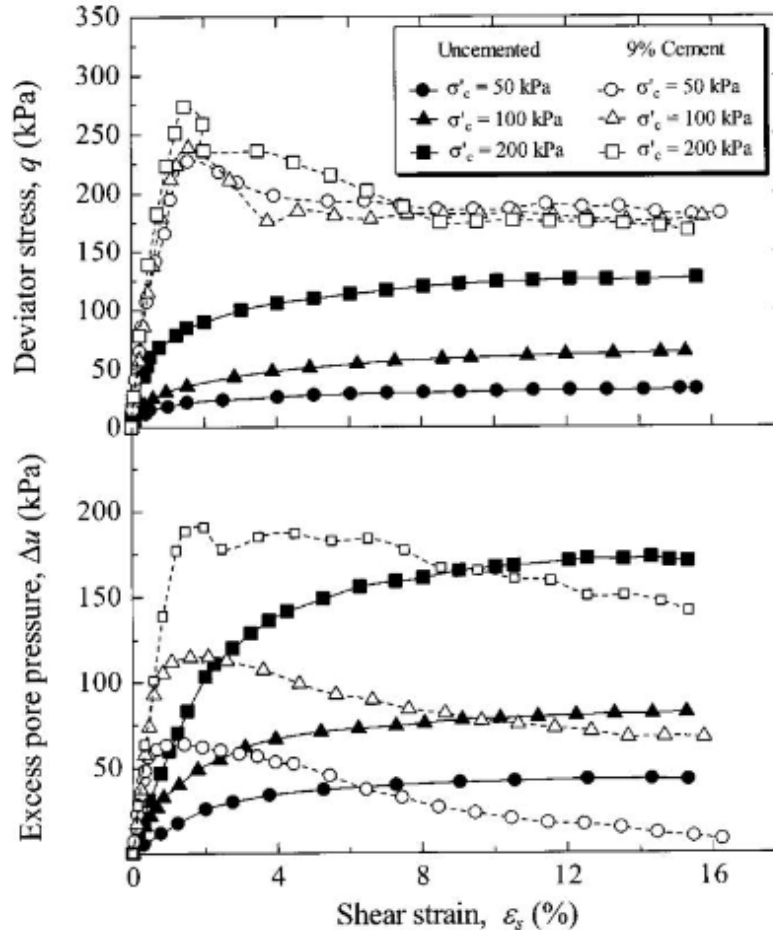 350
300
250
200
150
100
50
0
Deviator stress, q (kPa)
Uncemented 9% Cement
σ'c = 50 kPa σ'c = 50 kPa
σ'c = 100 kPa σ'c = 100 kPa
σ'c = 200 kPa σ'c = 200 kPa
200
150
100
50
0
Excess pore pressure, Δu (kPa)
0 4 8 12 16
Shear strain, εs (%)